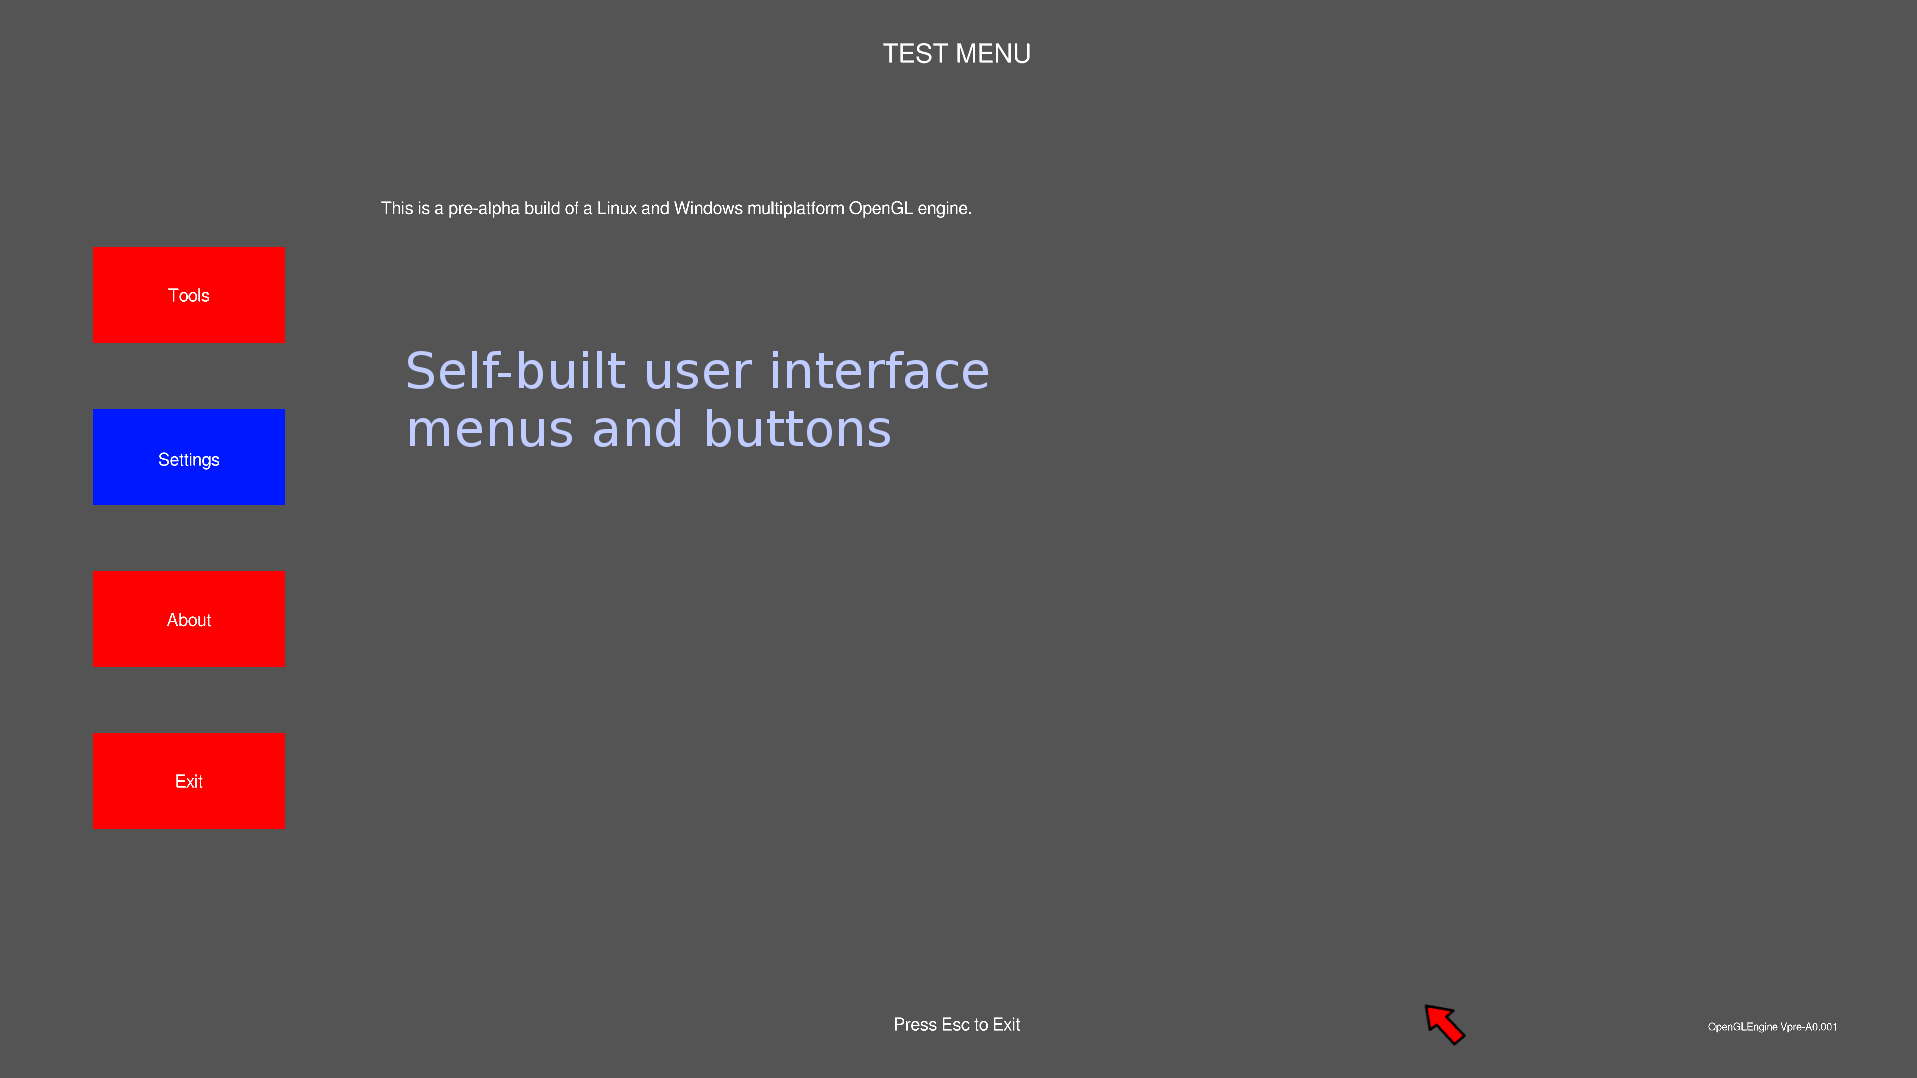 TEST MENU
This is a pre-alpha build of a Linux and Windows multiplatform OpenGL engine.
Tools
Self-built user interface
menus and buttons
Settings
About
Exit
Press Esc to Exit
OpenGLEngine Vpre-A0.001